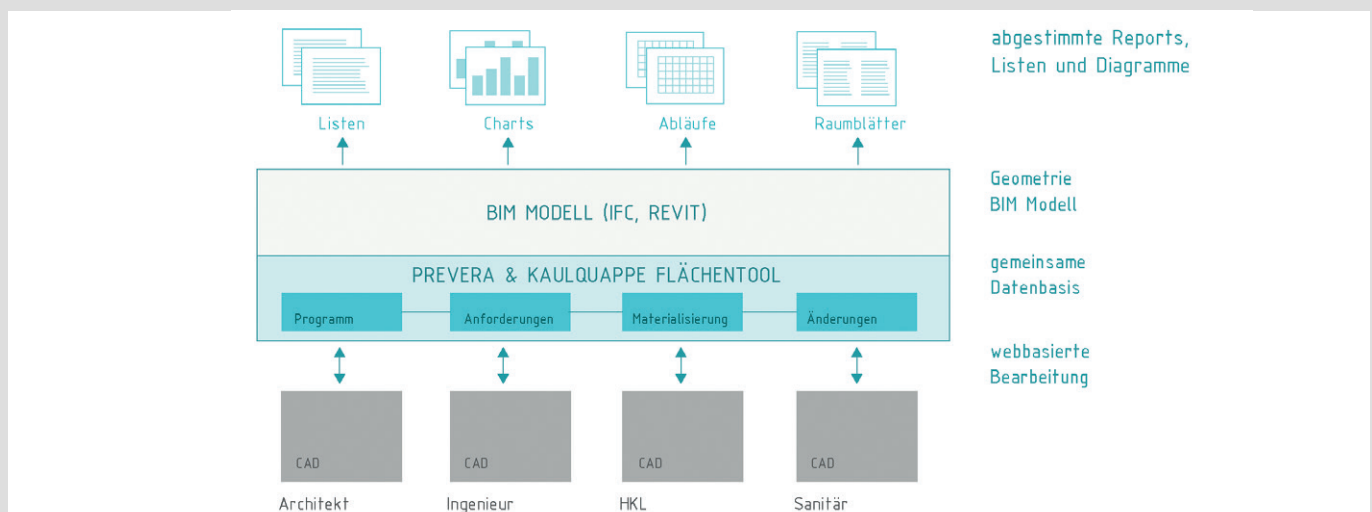 abgestimmte Reports,
Listen und Diagramme
Listen
Charts
Abläufe
Raumblätter
BIM MODELL (IFC, REVIT)
Geometrie
BIM Modell
PREVERA & KAULQUAPPE FLÄCHENTOOL
gemeinsame
Datenbasis
Programm
Anforderungen
Materialisierung
Änderungen
webbasierte
Bearbeitung
CAD
CAD
CAD
CAD
Architekt
Ingenieur
HKL
Sanitär